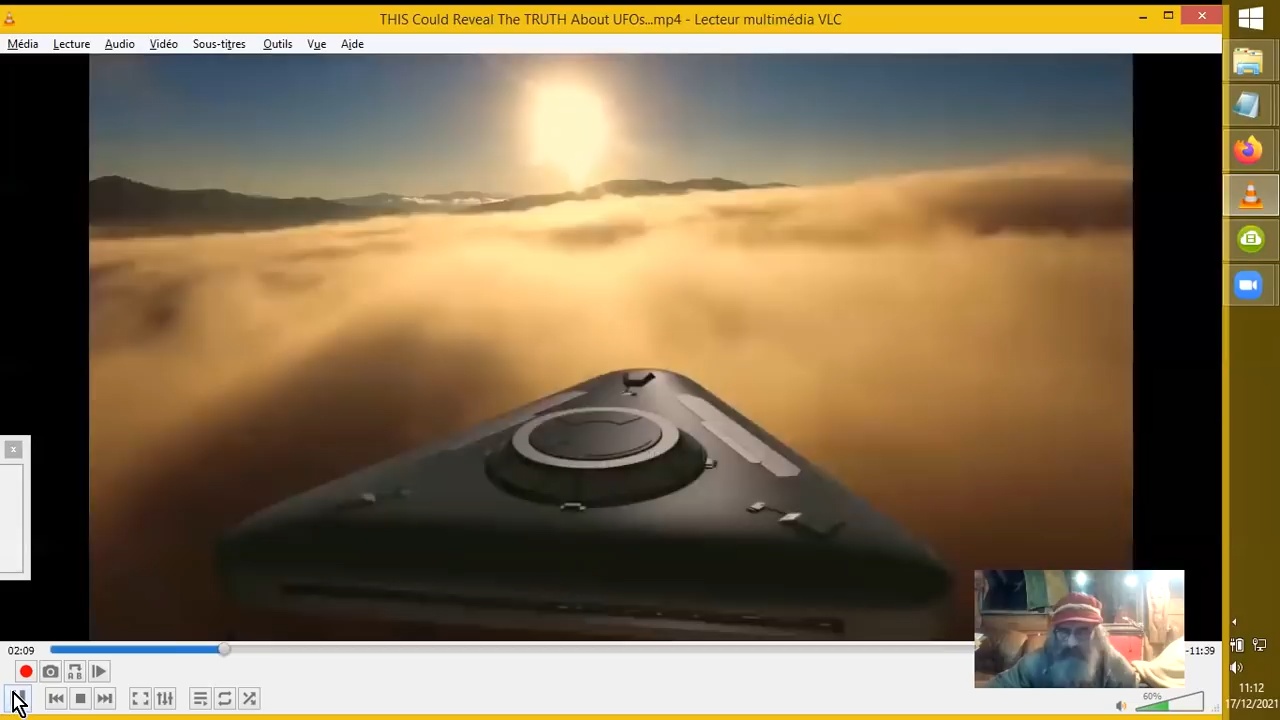 THIS Could Reveal The TRUTH About UFOs...mp4 - Lecteur multimédia VLC
Média Lecture Audio Vidéo Sous-titres Outils Vue Aide
x
02:09
-11:39
A B
60%
11:12
17/12/2021